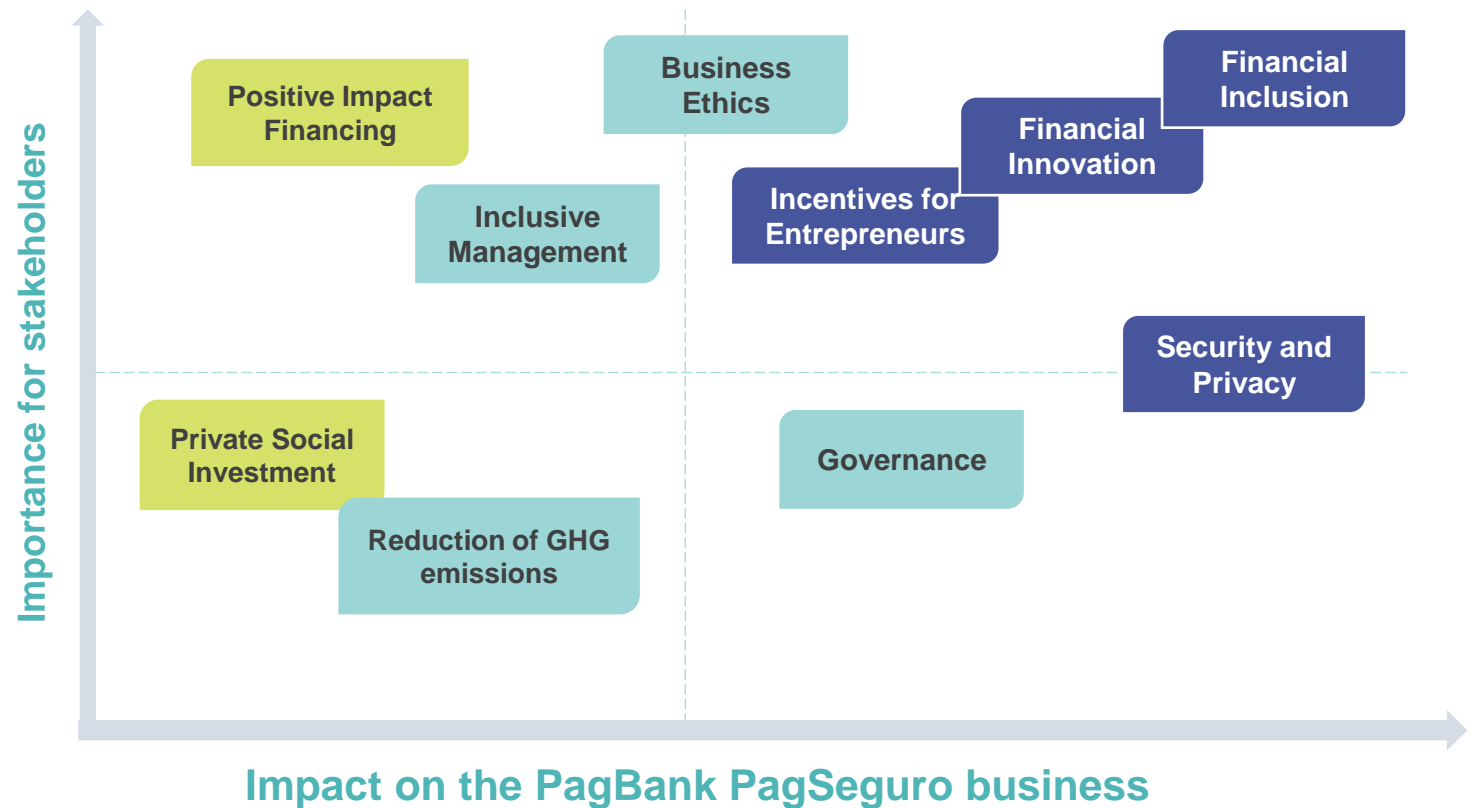 Importance for stakeholders
Positive Impact
Financing
Business
Ethics
Financial
Inclusion
Financial
Innovation
Incentives for
Entrepreneurs
Inclusive
Management
Security and
Privacy
Private Social
Investment
Governance
Reduction of GHG
emissions
Impact on the PagBank PagSeguro business